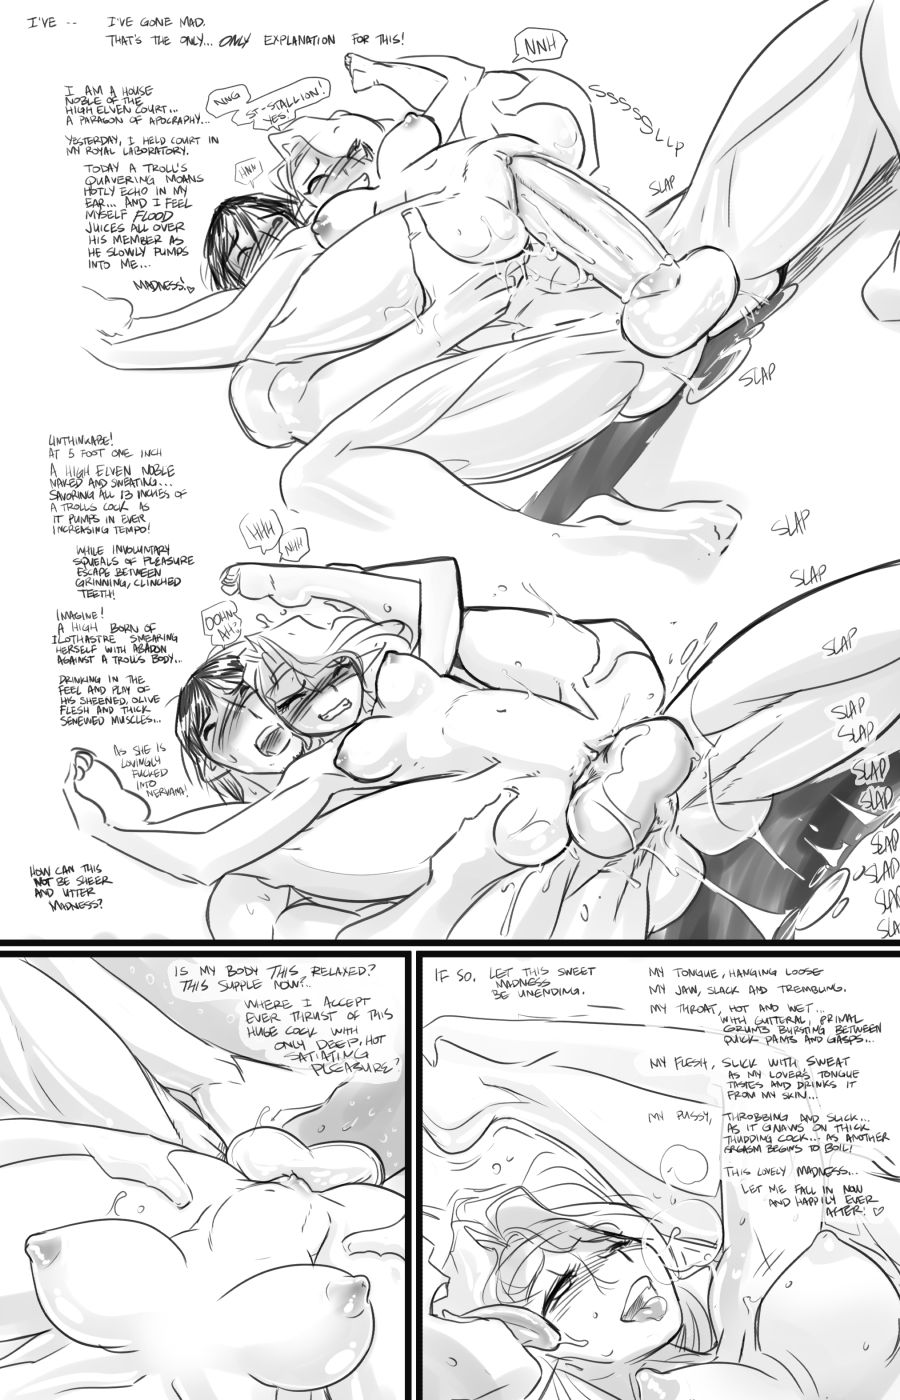 I'VE -- I'VE GONE MAD.
THAT'S THE ONLY... ONLY EXPLANATION FOR THIS!
NNH
I AM A HOUSE
NOBLE OF THE
HIGH ELVEN COURT...
A PARAGON OF APOGRAPHY...
YESTERDAY, I HELD COURT IN
MY ROYAL LABORATORY.
TODAY A TROLL'S
QUAVERING MOANS
HOTLY ECHO IN MY
EAR... AND I FEEL
MYSELF FLOOD
JUICES ALL OVER
HIS MEMBER AS
HE SLOWLY PUMPS
INTO ME...
MADNESS! ♡
NNG
ST-STALLION!
YES!
HNH
SLAP
SLAP
UNTHINKABE!
AT 5 FOOT ONE INCH
A HIGH ELVEN NOBLE
NAKED AND SWEATING...
SAVORING ALL 13 INCHES OF
A TROLLS COCK AS
IT PUMPS IN EVER
INCREASING TEMPO!
WHILE INVOLUNTARY
SQUEALS OF PLEASURE
ESCAPE BETWEEN
GRINNING, CLINCHED
TEETH!
IMAGINE!
A HIGH BORN OF
ILOTHASTRE SMEARING
HERSELF WITH ABADON
AGAINST A TROLLS BODY...
DRINKING IN THE
FEEL AND PLAY OF
HIS SHEENED, OLIVE
FLESH AND THICK
SENEWED MUSCLES...
AS SHE IS
LOVINGLY
FUCKED
INTO
NERVANA!
HOW CAN THIS
NOT BE SHEER
AND UTTER
MADNESS?
HHH
NHH
OOHN
AH!
SLAP
SLAP
SLAP
SLAP
SLAP
SLAP
SLAP
SLAP
SLAP
SLAP
SLAP
IS MY BODY THIS RELAXED?
THIS SUPPLE NOW?...
WHERE I ACCEPT
EVER THRUST OF THIS
HUGE COCK WITH
ONLY DEEP, HOT
SATIATING
PLEASURE?
IF SO, LET THIS SWEET
MADNESS
BE UNENDING.
MY TONGUE, HANGING LOOSE
MY JAW, SLACK AND TREMBLING.
MY THROAT, HOT AND WET...
WITH GUTTERAL, PRIMAL
GRUNTS BURSTING BETWEEN
QUICK PANTS AND GASPS...
MY FLESH, SLICK WITH SWEAT
AS MY LOVER'S TONGUE
TASTES AND DRINKS IT
FROM MY SKIN...
MY PUSSY, THROBBING AND SLICK...
AS IT GNAWS ON THICK
THUDDING COCK... AS ANOTHER
ORGASM BEGINS TO BOIL!
THIS LOVELY MADNESS...
LET ME FALL IN NOW
AND HAPPILY EVER
AFTER! ♡